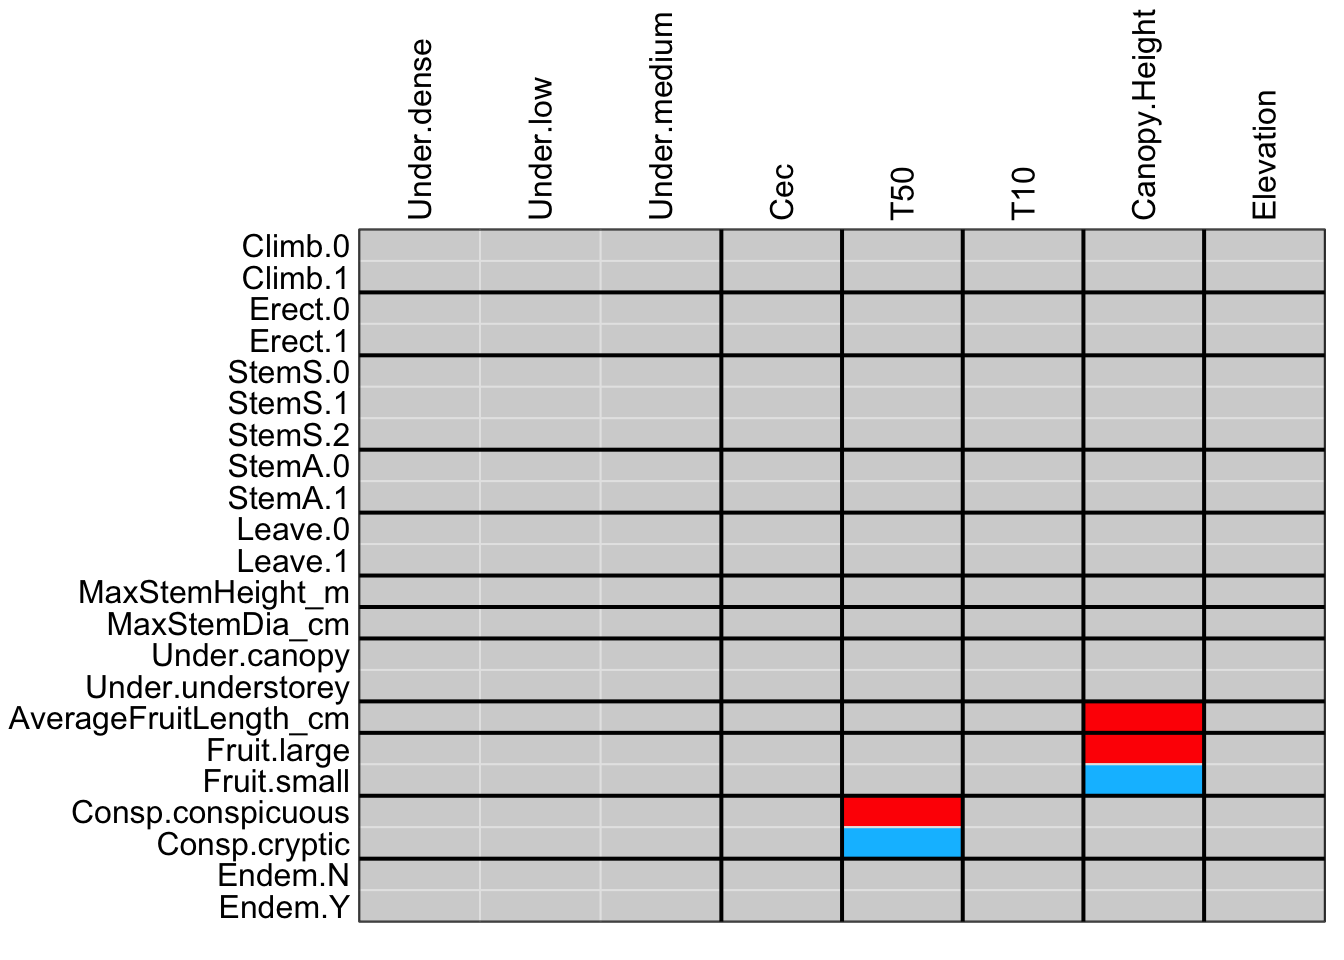 Under.dense
Under.low
Under.medium
Cec
T50
T10
Canopy.Height
Elevation
Climb.0
Climb.1
Erect.0
Erect.1
StemS.0
StemS.1
StemS.2
StemA.0
StemA.1
Leave.0
Leave.1
MaxStemHeight_m
MaxStemDia_cm
Under.canopy
Under.understorey
AverageFruitLength_cm
Fruit.large
Fruit.small
Consp.conspicuous
Consp.cryptic
Endem.N
Endem.Y